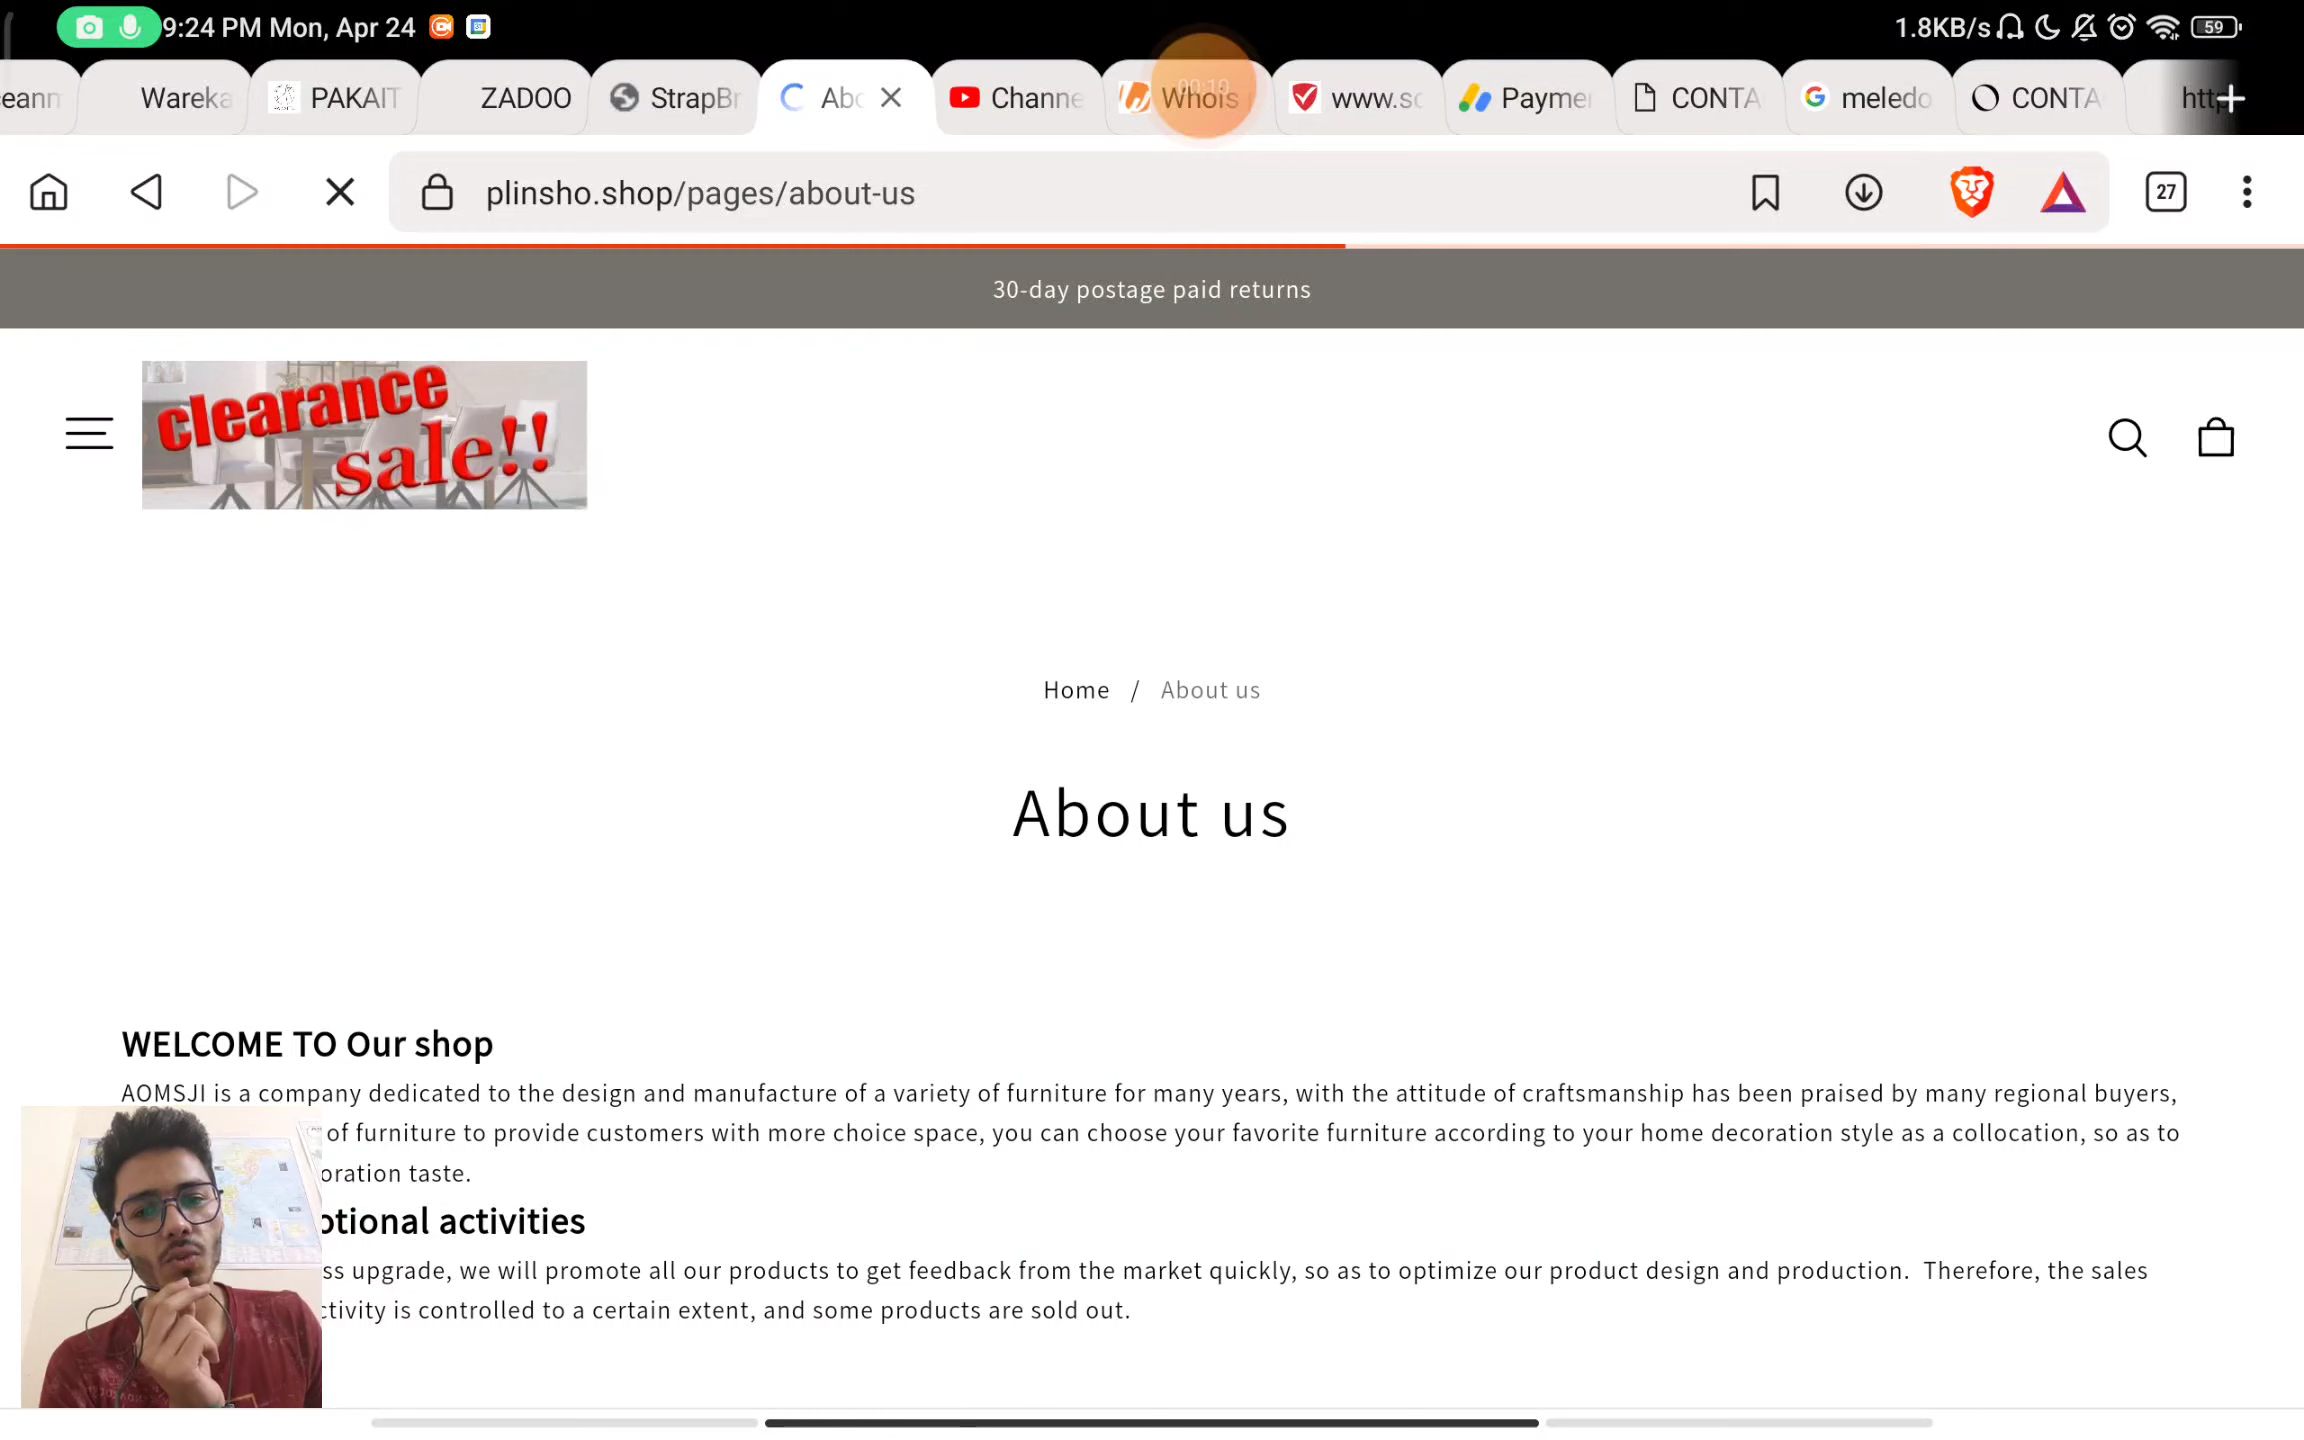 9:24 PM Mon, Apr 24
1.8KB/s 59
eann Wareka PAKAIT ZADOO StrapBr Abo Channe Whois www.sc Paymer CONTA meledo CONTA http
00:10
plinsho.shop/pages/about-us
27
30-day postage paid returns
clearance
sale!!
Home / About us
About us
WELCOME TO Our shop
AOMSJI is a company dedicated to the design and manufacture of a variety of furniture for many years, with the attitude of craftsmanship has been praised by many regional buyers,
of furniture to provide customers with more choice space, you can choose your favorite furniture according to your home decoration style as a collocation, so as to
oration taste.
otional activities
ss upgrade, we will promote all our products to get feedback from the market quickly, so as to optimize our product design and production. Therefore, the sales
ctivity is controlled to a certain extent, and some products are sold out.